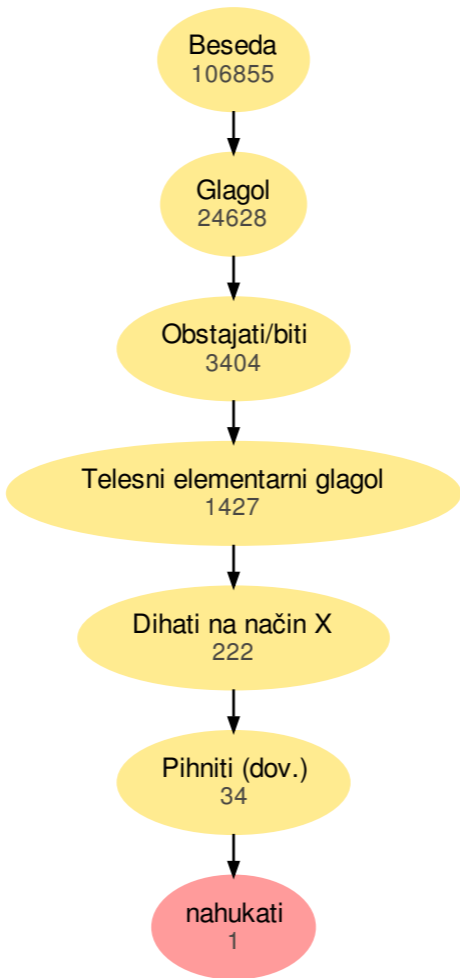 Beseda
106855
Glagol
24628
Obstajati/biti
3404
Telesni elementarni glagol
1427
Dihati na način X
222
Pihniti (dov.)
34
nahukati
1